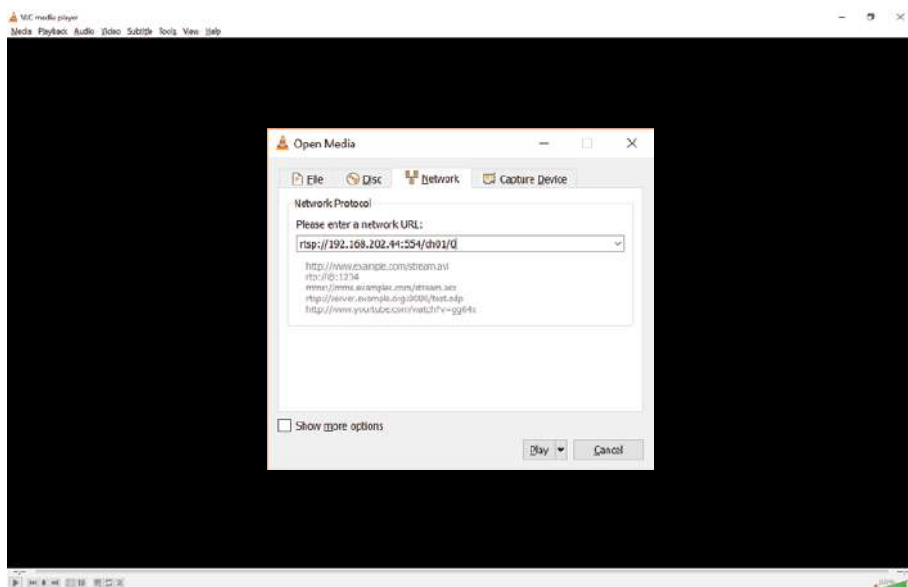 VLC media player
Media Playback Audio Video Subtitle Tools View Help
Open Media
File Disc Network Capture Device
Network Protocol
Please enter a network URL:
rtsp://192.168.202.44:554/ch01/0
http://www.example.com/stream.avi
rtp://@:1234
mms://mms.examples.com/stream.asx
rtsp://server.example.org:8080/test.sdp
http://www.yourtube.com/watch?v=gg64x
Show more options
Play Cancel